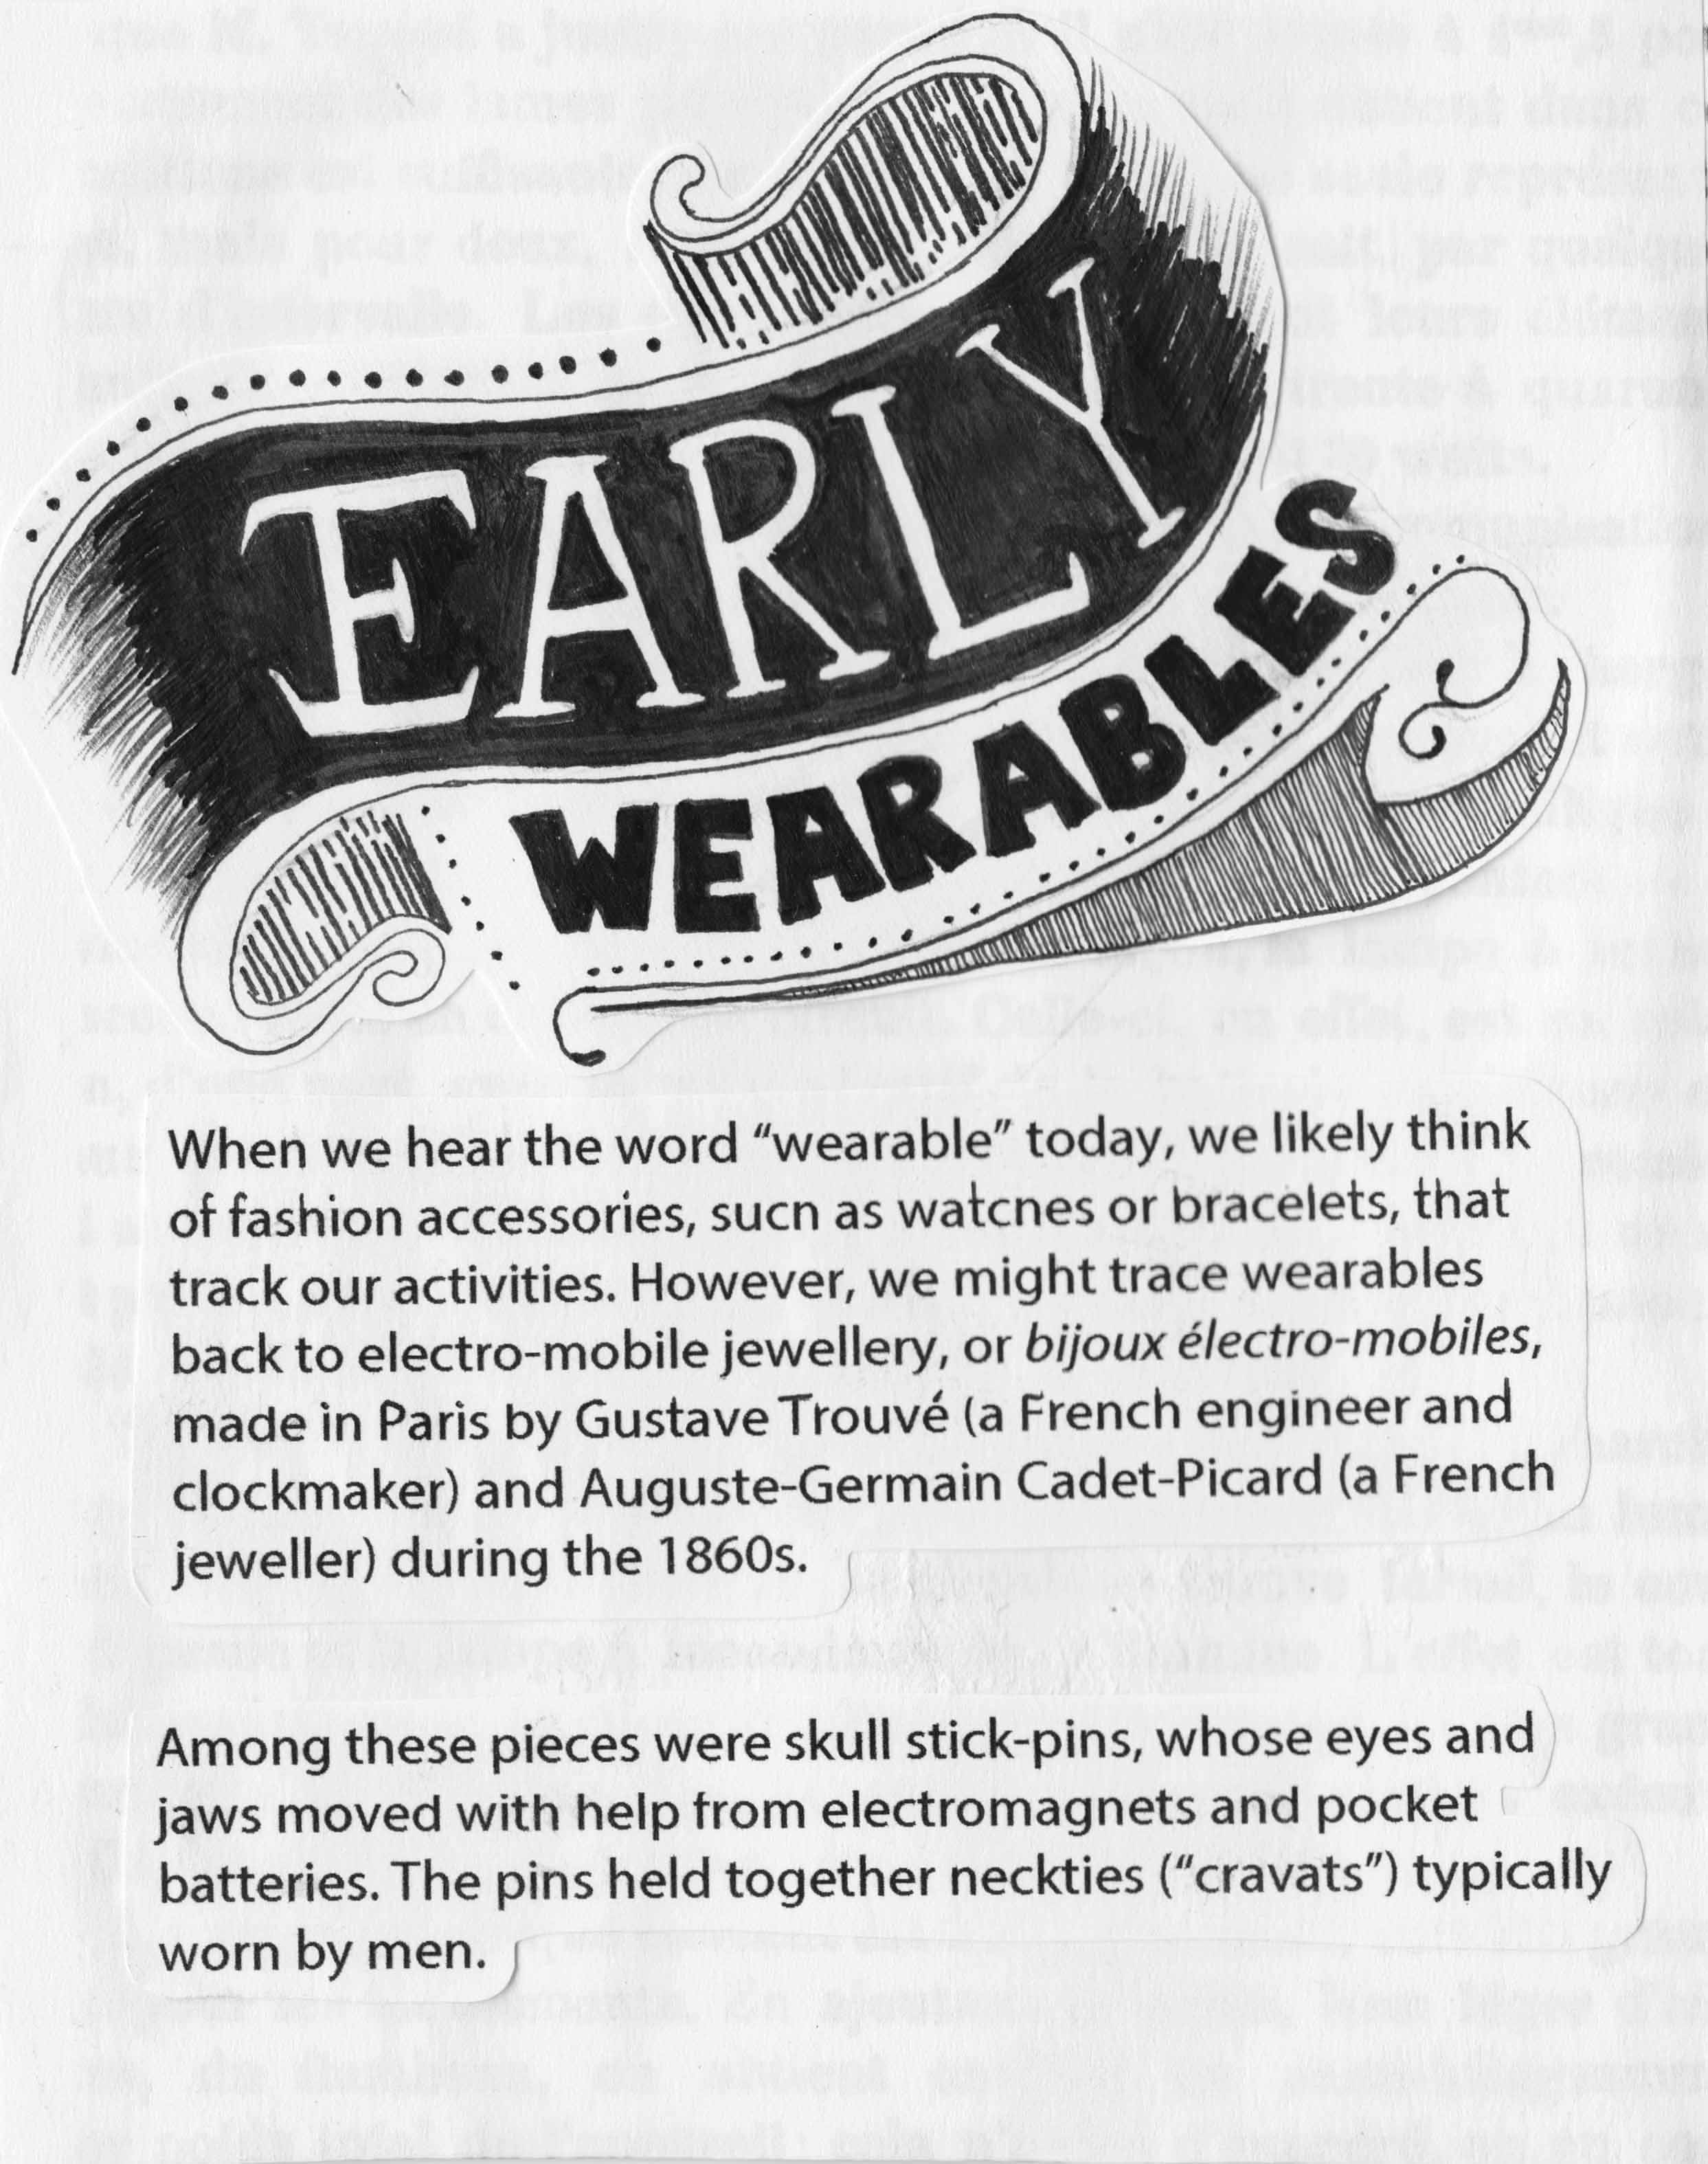 EARLY
WEARABLES
When we hear the word “wearable” today, we likely think
of fashion accessories, sucn as watcnes or bracelets, that
track our activities. However, we might trace wearables
back to electro-mobile jewellery, or bijoux électro-mobiles,
made in Paris by Gustave Trouvé (a French engineer and
clockmaker) and Auguste-Germain Cadet-Picard (a French
jeweller) during the 1860s.
Among these pieces were skull stick-pins, whose eyes and
jaws moved with help from electromagnets and pocket
batteries. The pins held together neckties (“cravats”) typically
worn by men.